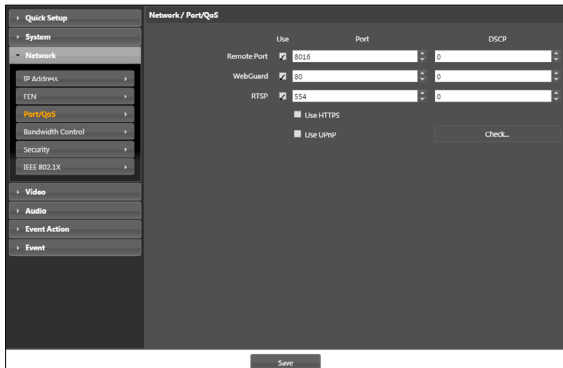 Quick Setup
System
Network
IP Address
FEN
Port/QoS
Bandwidth Control
Security
IEEE 802.1X
Video
Audio
Event Action
Event
Network / Port/QoS
Use Port DSCP
Remote Port 8016 0
WebGuard 80 0
RTSP 554 0
Use HTTPS
Use UPnP Check...
Save